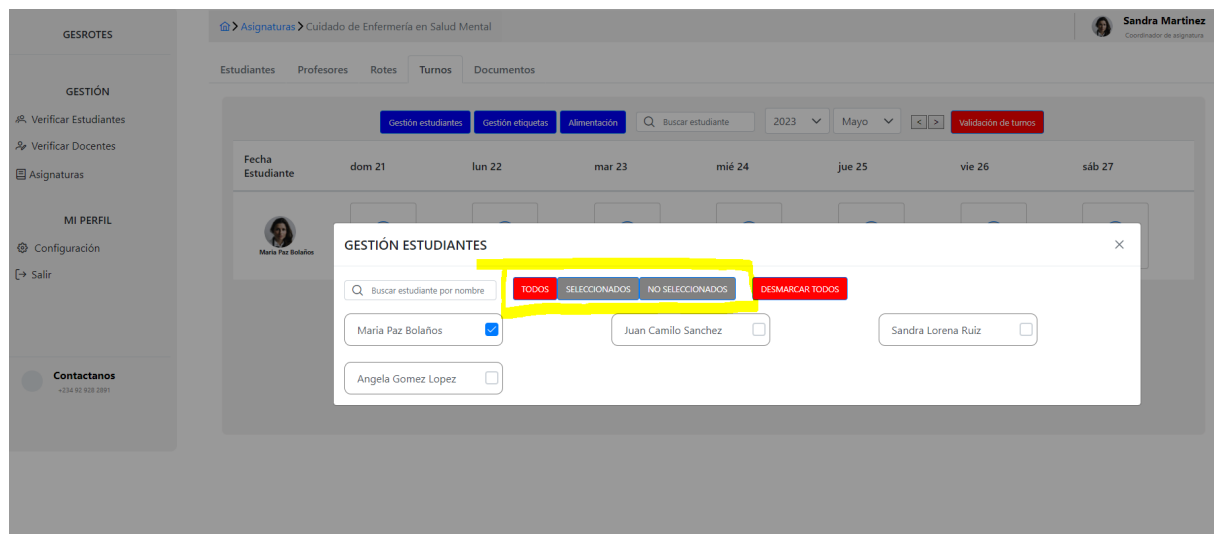 GESROTES
GESTIÓN
Verificar Estudiantes
Verificar Docentes
Asignaturas
MI PERFIL
Configuración
Salir
Contactanos
+234 92 928 2891
Asignaturas Cuidado de Enfermería en Salud Mental
Sandra Martinez
Coordinador de asignatura
Estudiantes Profesores Rotes Turnos Documentos
Gestión estudiantes Gestión etiquetas Alimentación Buscar estudiante 2023 Mayo < > Validación de turnos
Fecha
Estudiante dom 21 lun 22 mar 23 mié 24 jue 25 vie 26 sáb 27
Maria Paz Bolaños
GESTIÓN ESTUDIANTES
Buscar estudiante por nombre TODOS SELECCIONADOS NO SELECCIONADOS DESMARCAR TODOS
Maria Paz Bolaños Juan Camilo Sanchez Sandra Lorena Ruiz
Angela Gomez Lopez